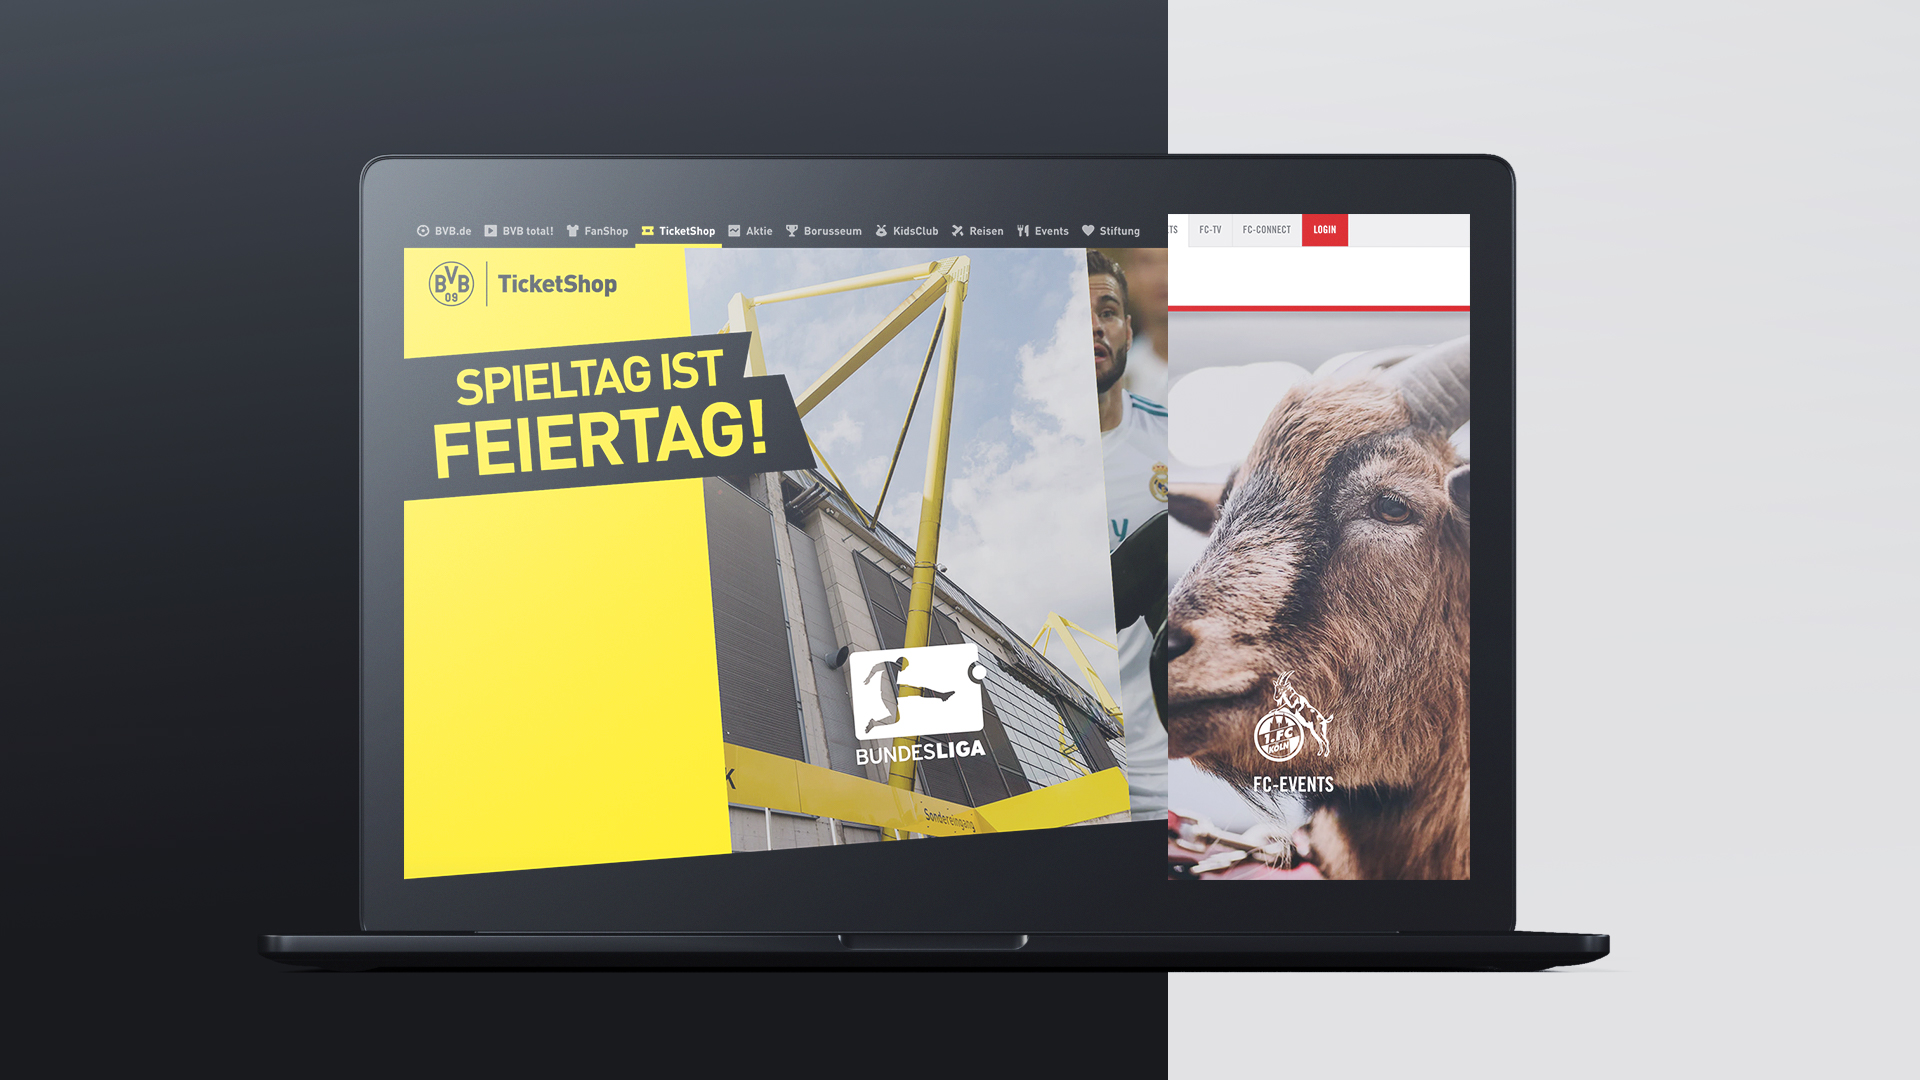 BVB.de BVB total! FanShop TicketShop Aktie Borusseum KidsClub Reisen Events Stiftung
FC-TV FC-CONNECT LOGIN
BVB 09 TicketShop
SPIELTAG IST
FEIERTAG!
BUNDESLIGA
Sondereingang
1.FC
KÖLN
FC-EVENTS